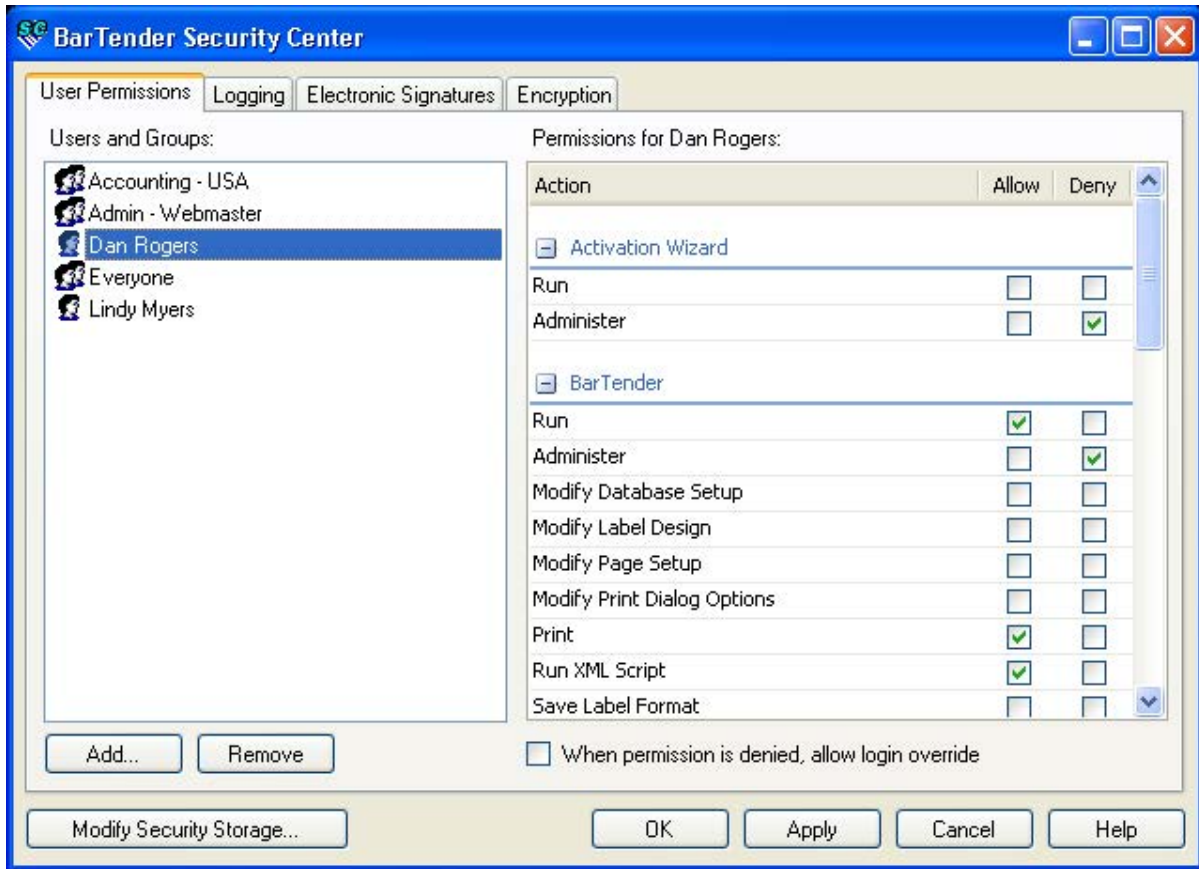 BarTender Security Center
User Permissions Logging Electronic Signatures Encryption
Users and Groups:
Accounting - USA
Admin - Webmaster
Dan Rogers
Everyone
Lindy Myers
Add... Remove
Permissions for Dan Rogers:
Action Allow Deny
Activation Wizard
Run
Administer
BarTender
Run
Administer
Modify Database Setup
Modify Label Design
Modify Page Setup
Modify Print Dialog Options
Print
Run XML Script
Save Label Format
When permission is denied, allow login override
Modify Security Storage... OK Apply Cancel Help